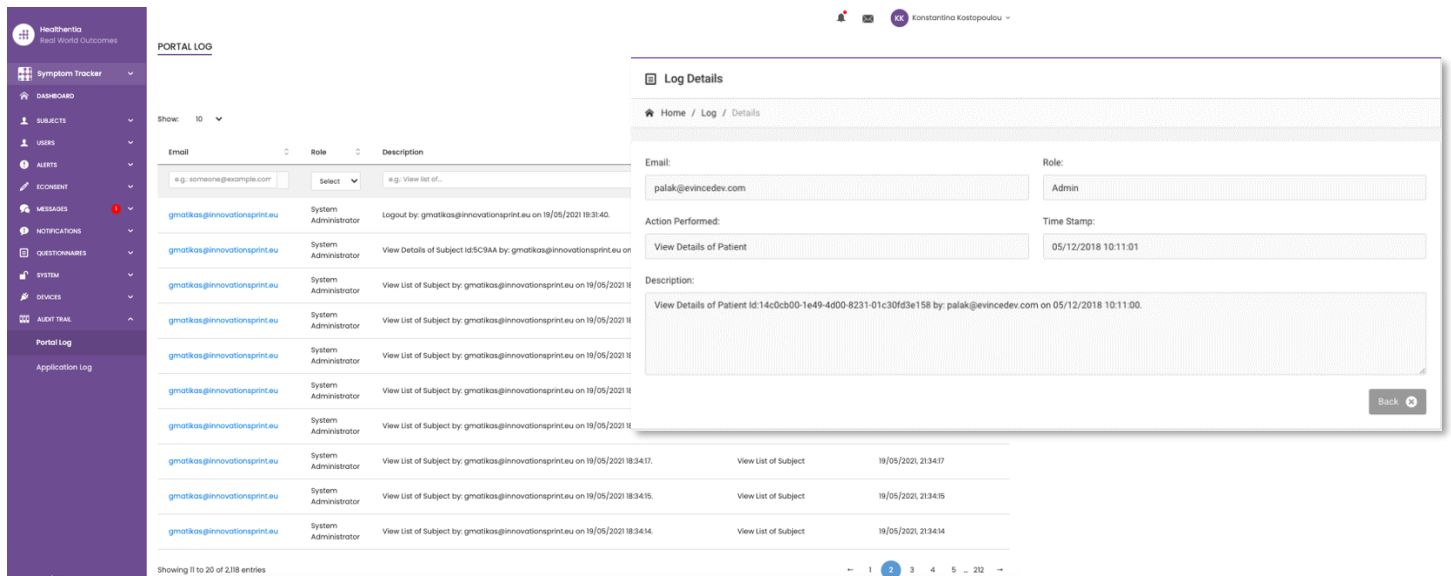 Healthentia
Real World Outcomes
Symptom Tracker
DASHBOARD
SUBJECTS
USERS
ALERTS
ECONSENT
MESSAGES 1
NOTIFICATIONS
QUESTIONNAIRES
SYSTEM
DEVICES
AUDIT TRAIL
Portal Log
Application Log
KK Konstantina Kostopoulou
PORTAL LOG
Show: 10
Email Role Description
e.g.: someone@example.com Select e.g.: View list of...
gmatikas@innovationsprint.eu System Administrator Logout by: gmatikas@innovationsprint.eu on 19/05/2021 19:31:40.
gmatikas@innovationsprint.eu System Administrator View Details of Subject Id:5C9AA by: gmatikas@innovationsprint.eu on
gmatikas@innovationsprint.eu System Administrator View List of Subject by: gmatikas@innovationsprint.eu on 19/05/2021 18
gmatikas@innovationsprint.eu System Administrator View List of Subject by: gmatikas@innovationsprint.eu on 19/05/2021 18
gmatikas@innovationsprint.eu System Administrator View List of Subject by: gmatikas@innovationsprint.eu on 19/05/2021 18
gmatikas@innovationsprint.eu System Administrator View List of Subject by: gmatikas@innovationsprint.eu on 19/05/2021 18
gmatikas@innovationsprint.eu System Administrator View List of Subject by: gmatikas@innovationsprint.eu on 19/05/2021 18
gmatikas@innovationsprint.eu System Administrator View List of Subject by: gmatikas@innovationsprint.eu on 19/05/2021 18:34:17. View List of Subject 19/05/2021, 21:34:17
gmatikas@innovationsprint.eu System Administrator View List of Subject by: gmatikas@innovationsprint.eu on 19/05/2021 18:34:15. View List of Subject 19/05/2021, 21:34:15
gmatikas@innovationsprint.eu System Administrator View List of Subject by: gmatikas@innovationsprint.eu on 19/05/2021 18:34:14. View List of Subject 19/05/2021, 21:34:14
Showing 11 to 20 of 2,118 entries
← 1 2 3 4 5 .. 212 →
Log Details
Home / Log / Details
Email: Role:
palak@evincedev.com Admin
Action Performed: Time Stamp:
View Details of Patient 05/12/2018 10:11:01
Description:
View Details of Patient Id:14c0cb00-1e49-4d00-8231-01c30fd3e158 by: palak@evincedev.com on 05/12/2018 10:11:00.
Back